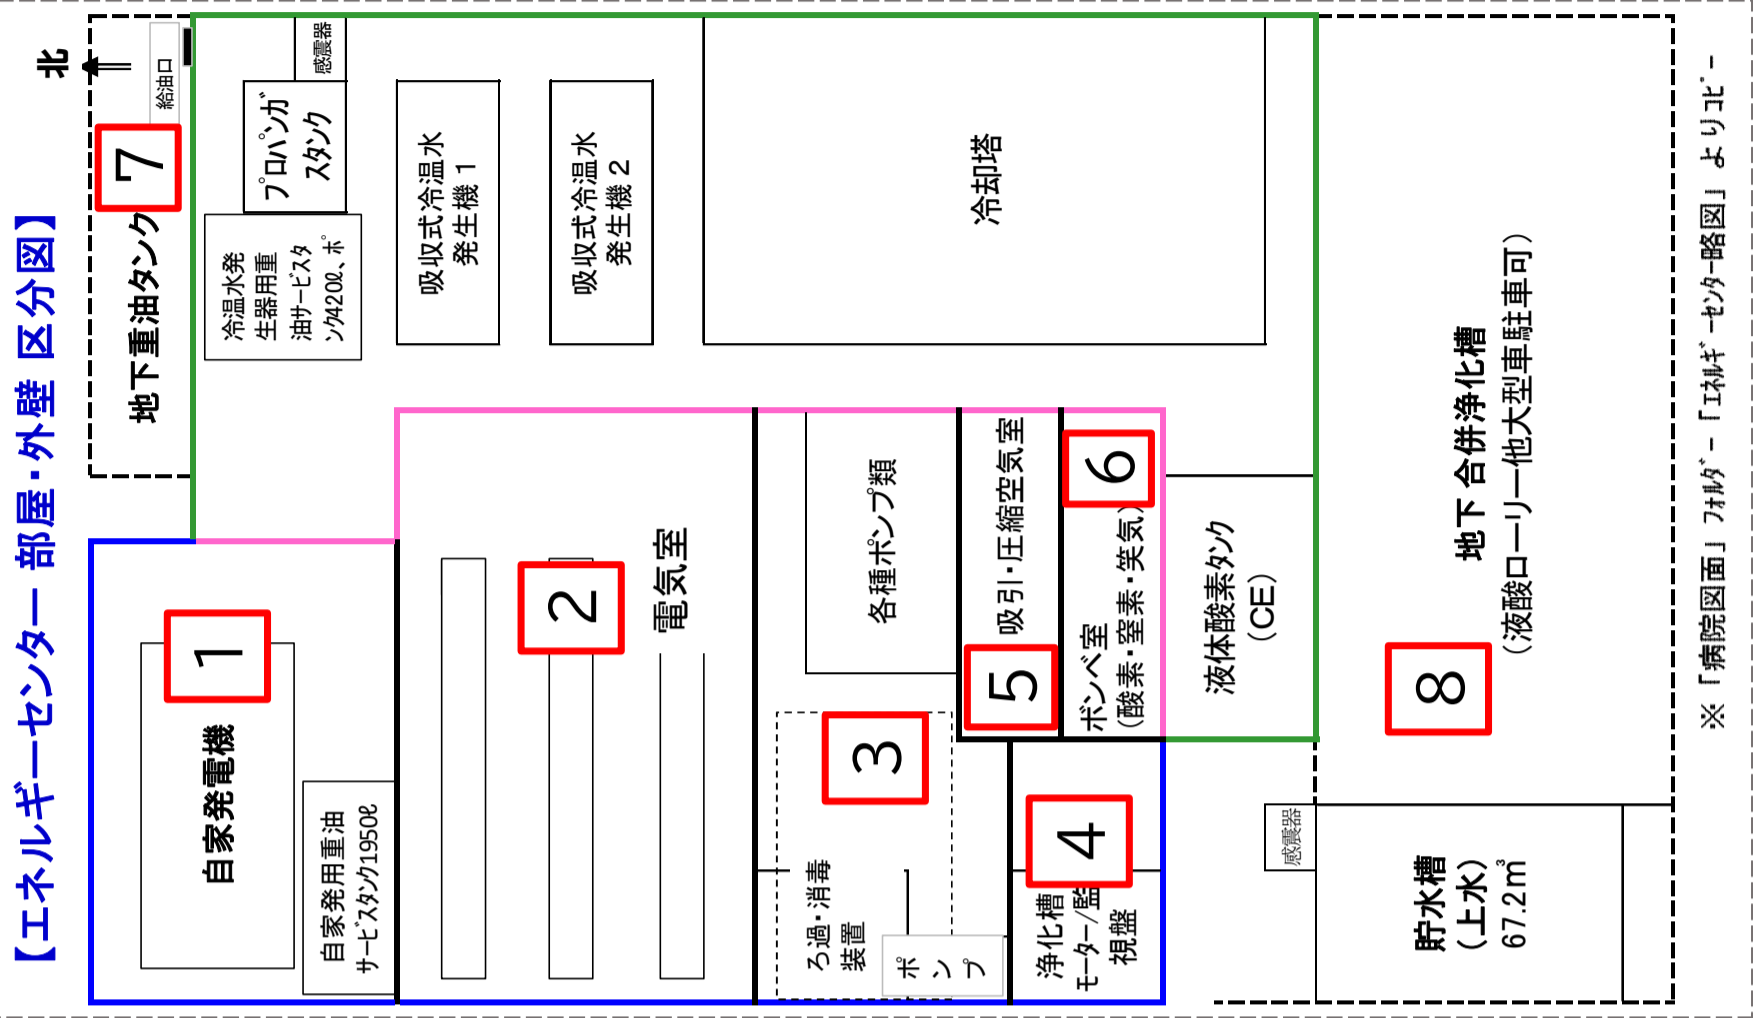 【エネルギーセンター 部屋・外壁 区分図】
北
給油口
7
地下重油タンク
感震器
プロパンガ
スタンク
冷温水発
生器用重
油サービスタ
ンク420ℓ、ポ
吸収式冷温水
発生機 1
吸収式冷温水
発生機 2
冷却塔
1
自家発電機
自家発用重油
サービスタンク1950ℓ
2
電気室
各種ポンプ類
3
ろ過・消毒
装置
ポ
ン
プ
吸引・圧縮空気室
5
6
ボンベ室
(酸素・窒素・笑気)
4
浄化槽
モーター/監
視盤
液体酸素タンク
(CE)
地下 合併浄化槽
(液酸ローリー他大型車駐車可)
8
感震器
貯水槽
(上水)
67.2㎥
※「病院図面」フォルダー「エネルギーセンター略図」よりコピー